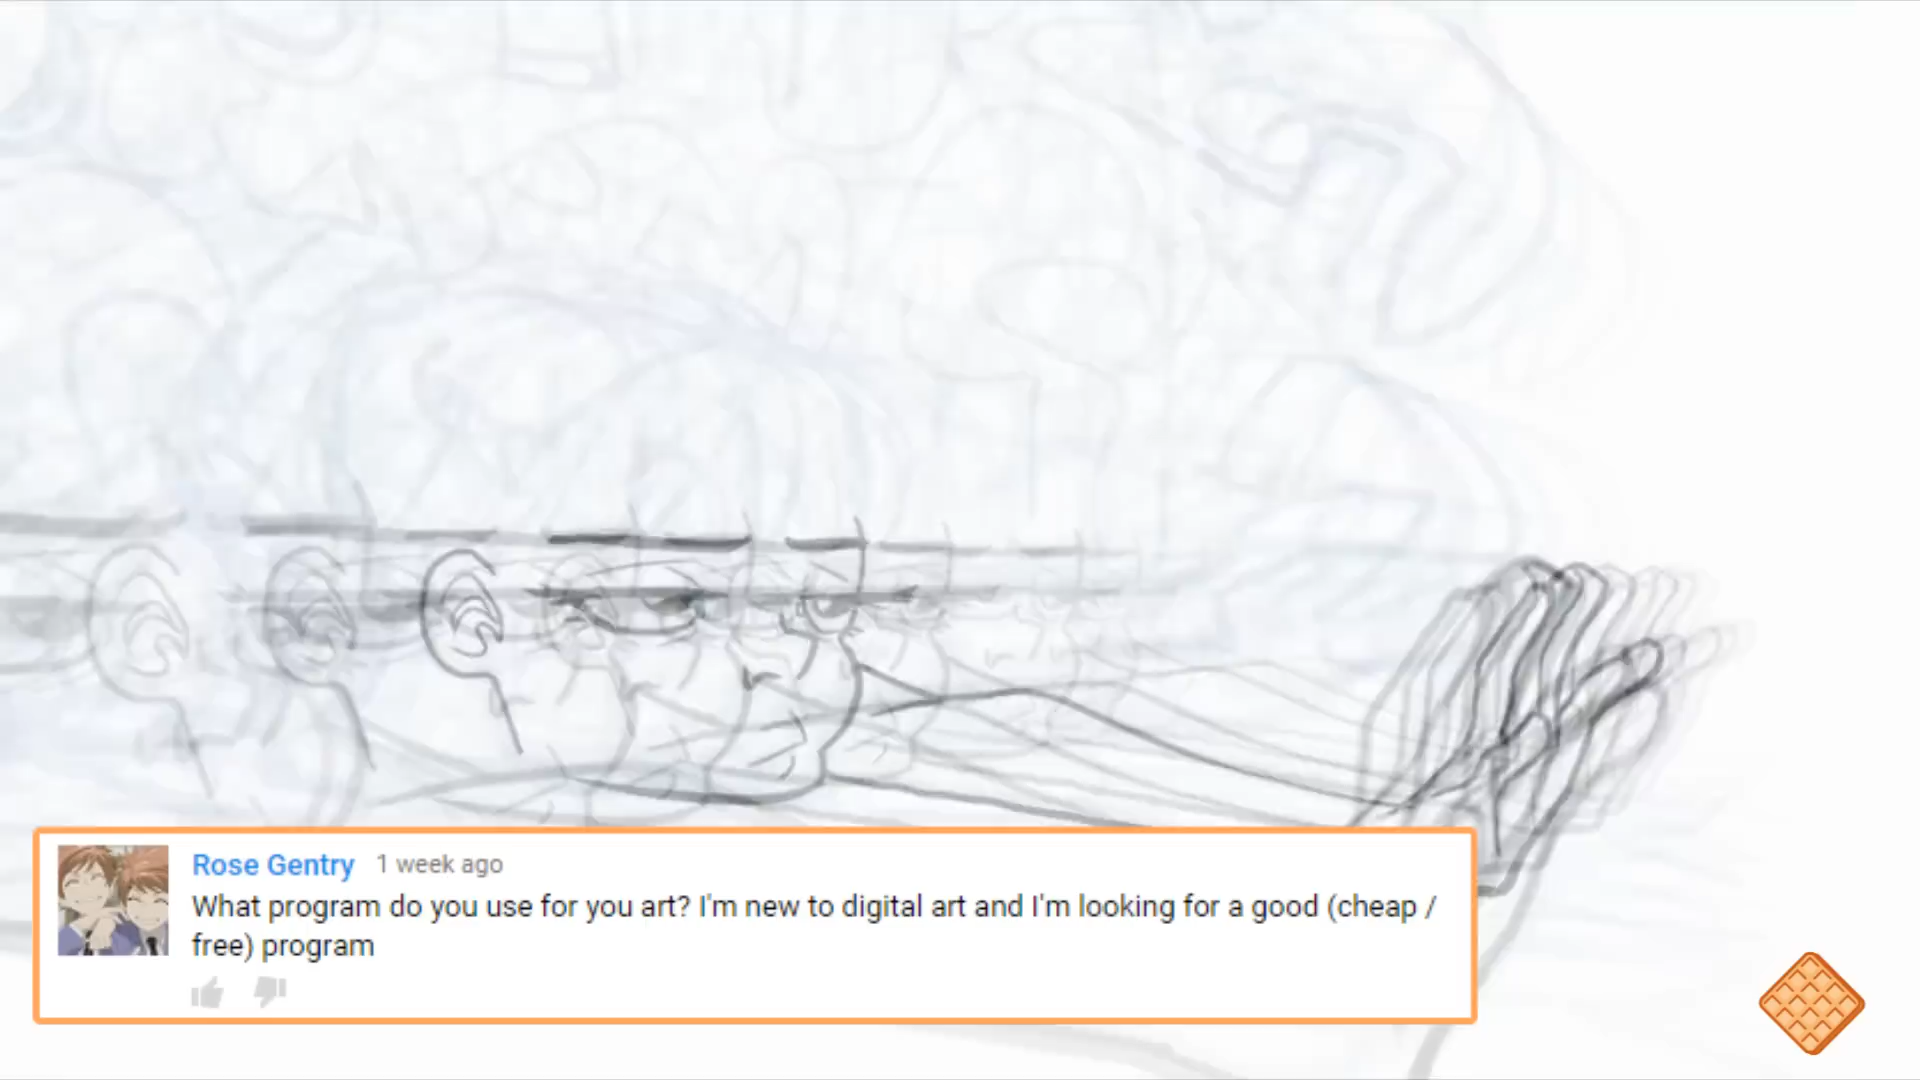 Rose Gentry 1 week ago
What program do you use for you art? I'm new to digital art and I'm looking for a good (cheap /
free) program